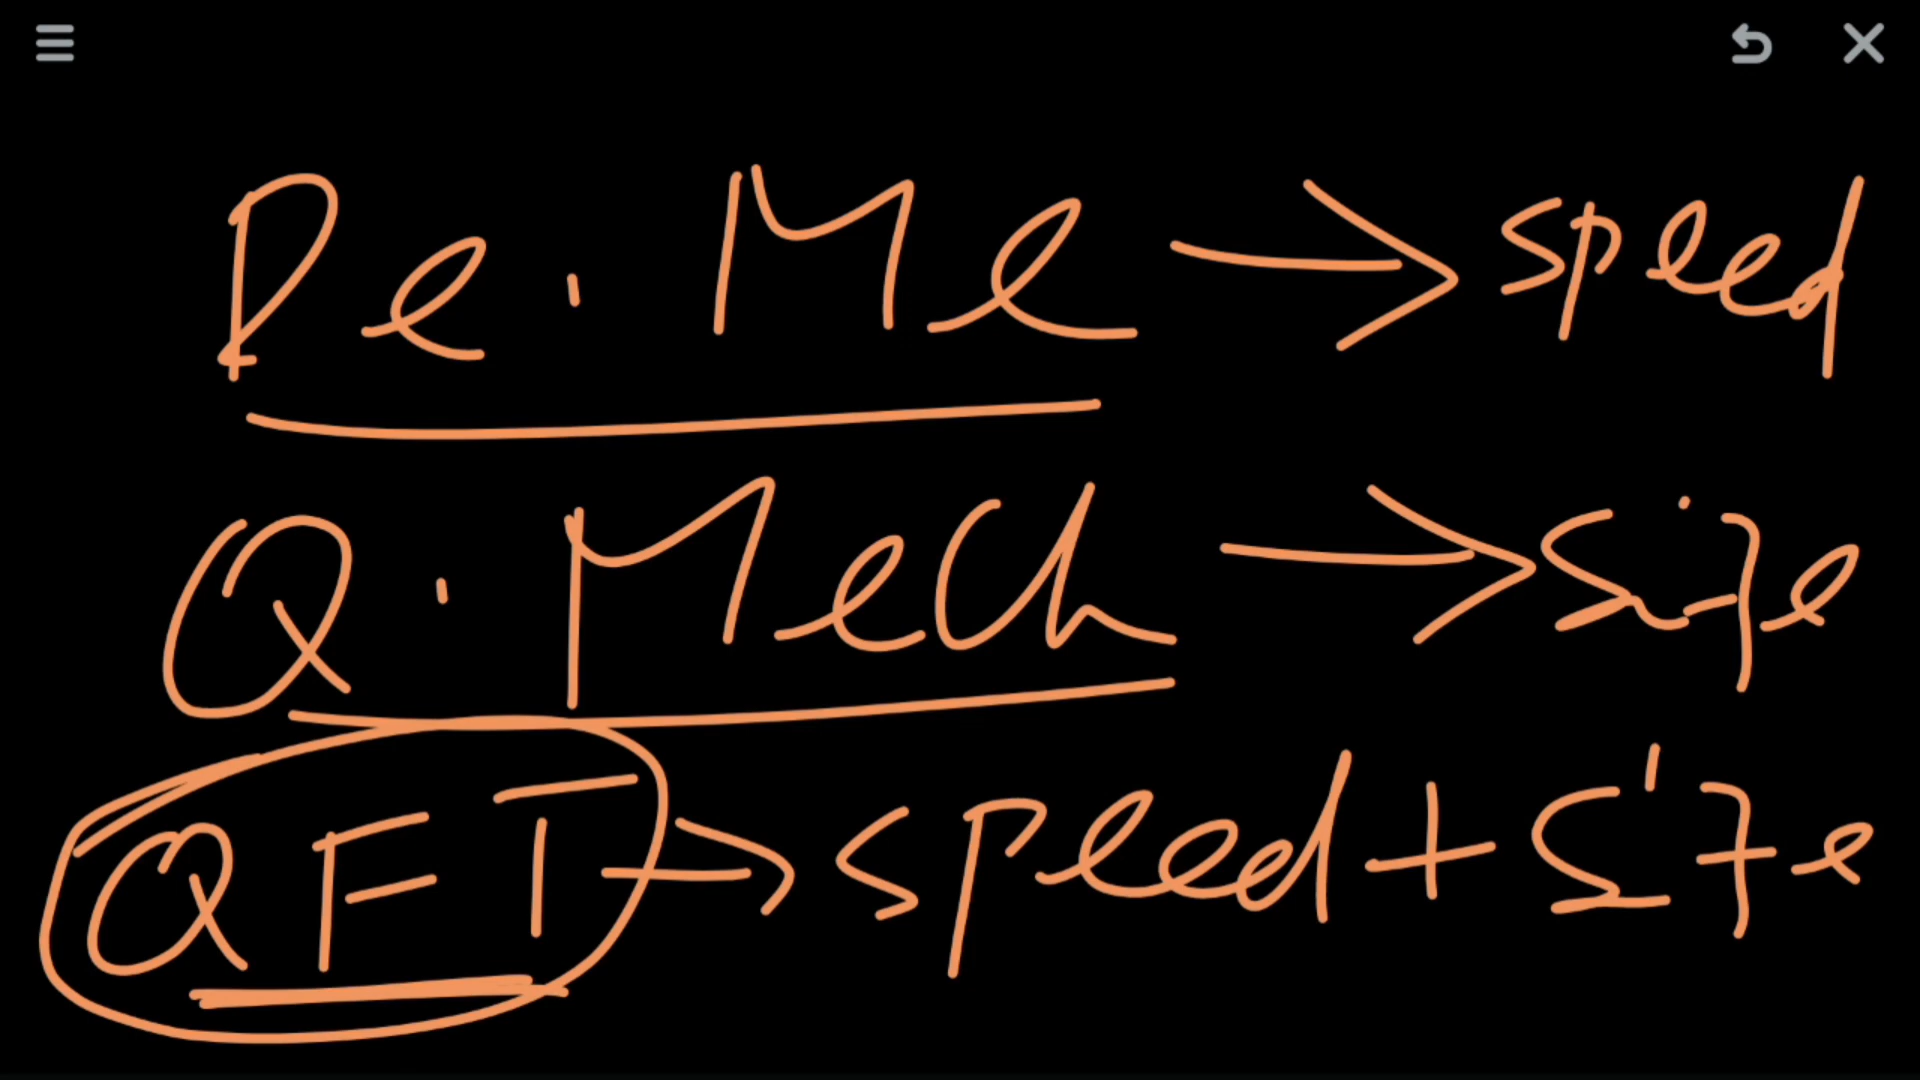 Re. Me → speed
Q. Mech → size
QFT → speed + size